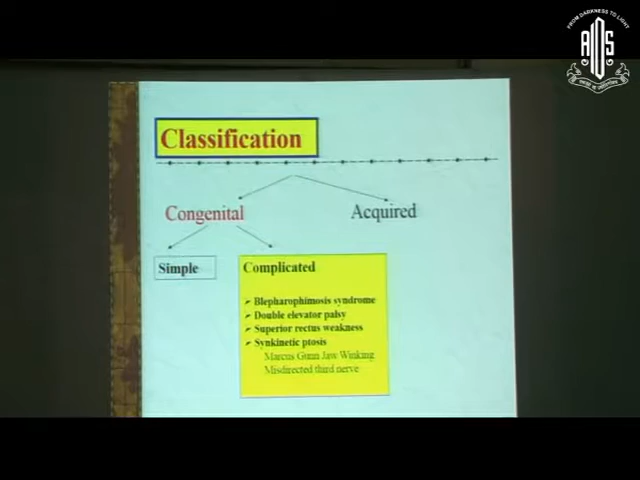 FROM DARKNESS TO LIGHT
AIOS
Classification
Congenital
Acquired
Simple
Complicated
Blepharophimosis syndrome
Double elevator palsy
Superior rectus weakness
Synkinetic ptosis
Marcus Gunn Jaw Winking
Misdirected third nerve